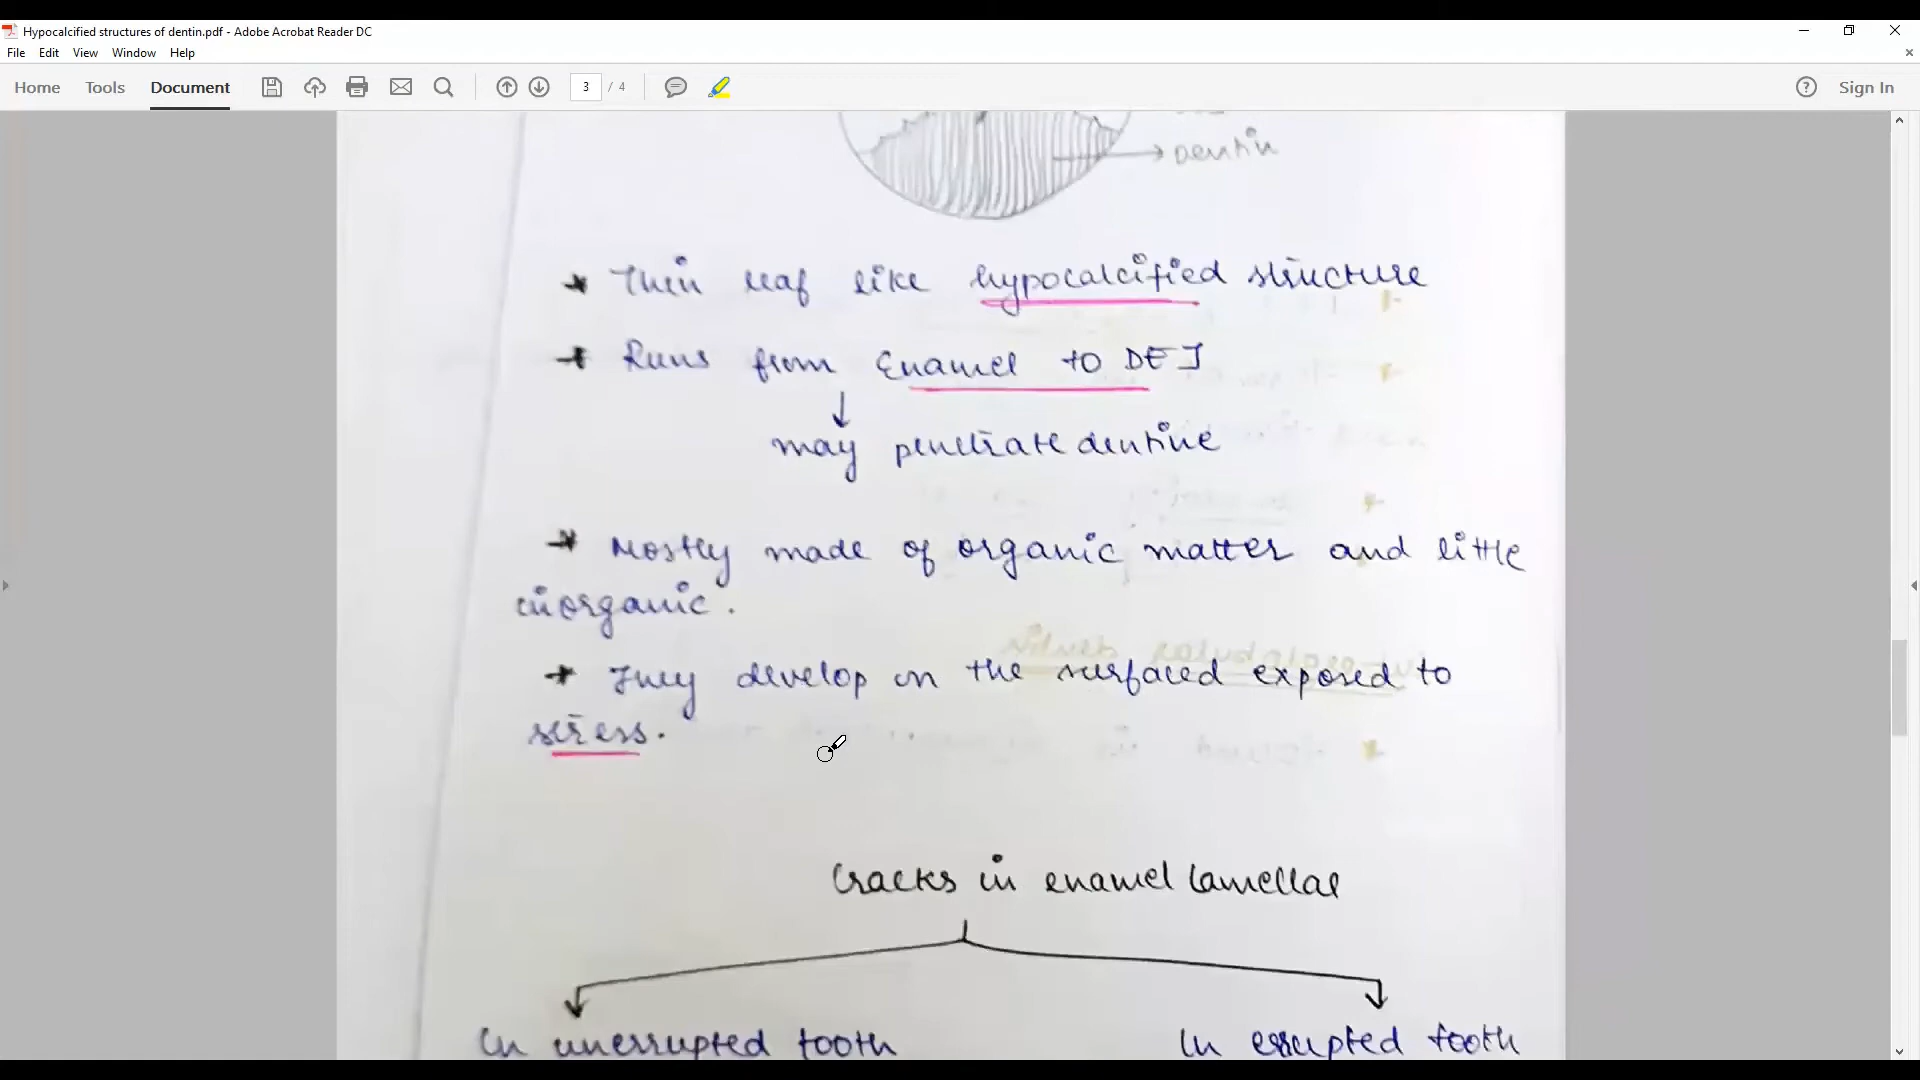 Hypocalcified structures of dentin.pdf - Adobe Acrobat Reader DC
File Edit View Window Help
Home Tools Document 3 / 4 Sign In
Dentin
Thin leaf like hypocalcified structure
Runs from Enamel to DEJ
may penetrate dentine
Mostly made of organic matter and little
inorganic.
They develop in the surfaced exposed to
stress.
Cracks in enamel lamellae
In unerrupted tooth In errupted tooth